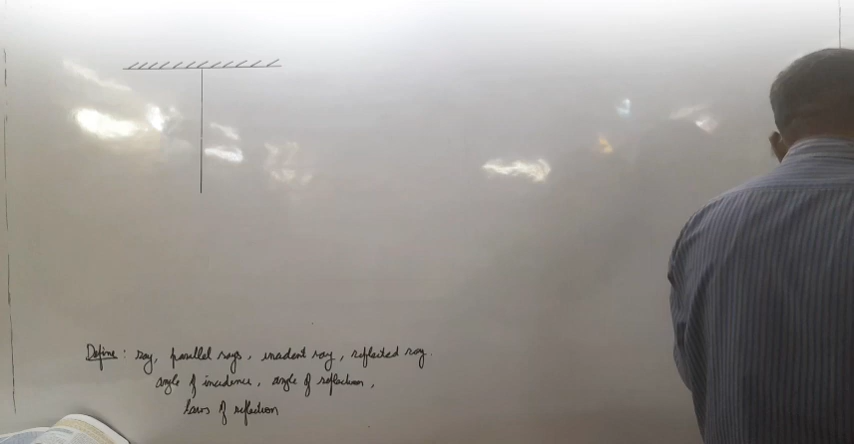 Define : ray, parallel rays, incident ray, reflected ray.
angle of incidence, angle of reflection,
laws of reflection